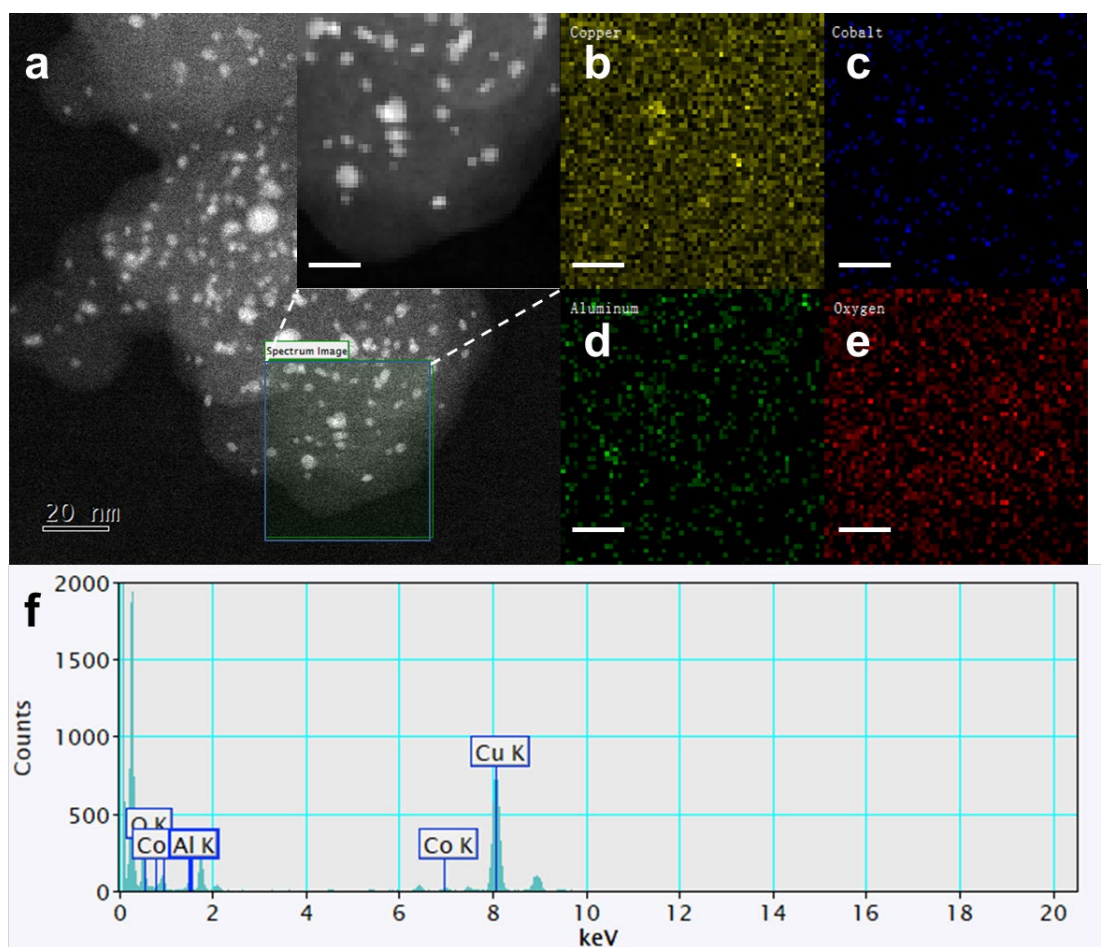 a
Copper
b
Cobalt
c
Spectrum Image
20 nm
Aluminum
d
Oxygen
e
f
2000
1500
1000
500
0
Counts
O K
Co
Al K
Co K
Cu K
0 2 4 6 8 10 12 14 16 18 20
keV